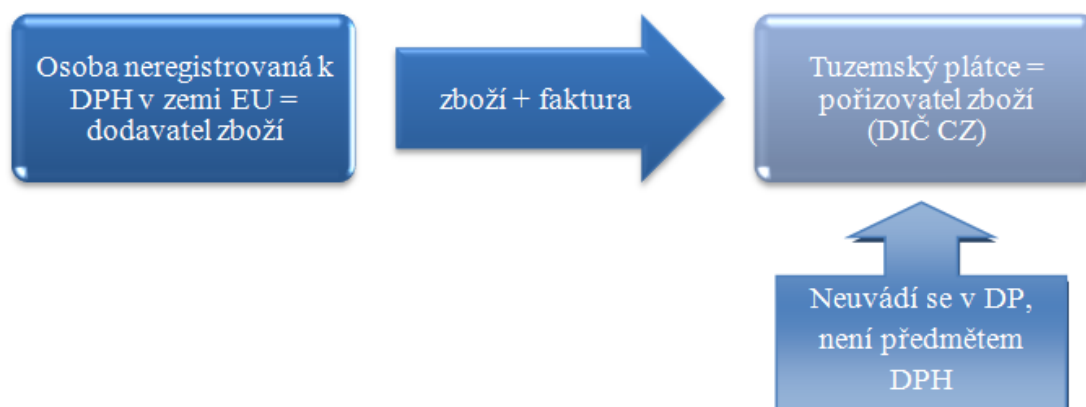 Osoba neregistrovaná k
DPH v zemi EU =
dodavatel zboží
zboží + faktura
Tuzemský plátce =
pořizovatel zboží
(DIČ CZ)
Neuvádí se v DP,
není předmětem
DPH